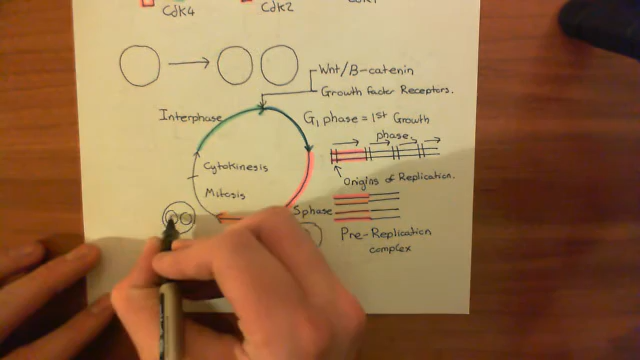 Cdk4
Cdk2
Wnt/B-catenin
Growth factor Receptors.
Interphase
G1 phase = 1st Growth
phase.
Cytokinesis
Origins of Replication.
Mitosis
Sphase
Pre-Replication
complex